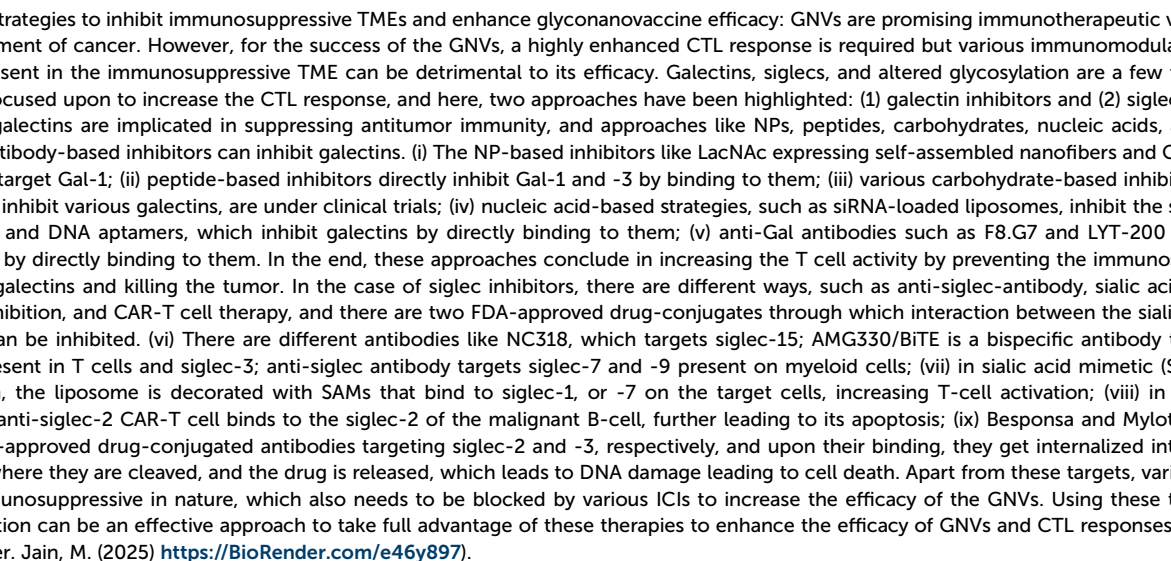 trategies to inhibit immunosuppressive TMEs and enhance glyconanovaccine efficacy: GNVs are promising immunotherapeutic v
ment of cancer. However, for the success of the GNVs, a highly enhanced CTL response is required but various immunomodula
sent in the immunosuppressive TME can be detrimental to its efficacy. Galectins, siglecs, and altered glycosylation are a few
ocused upon to increase the CTL response, and here, two approaches have been highlighted: (1) galectin inhibitors and (2) sigle
galectins are implicated in suppressing antitumor immunity, and approaches like NPs, peptides, carbohydrates, nucleic acids,
tibody-based inhibitors can inhibit galectins. (i) The NP-based inhibitors like LacNAc expressing self-assembled nanofibers and
target Gal-1; (ii) peptide-based inhibitors directly inhibit Gal-1 and -3 by binding to them; (iii) various carbohydrate-based inhibi
inhibit various galectins, are under clinical trials; (iv) nucleic acid-based strategies, such as siRNA-loaded liposomes, inhibit the s
and DNA aptamers, which inhibit galectins by directly binding to them; (v) anti-Gal antibodies such as F8.G7 and LYT-200
by directly binding to them. In the end, these approaches conclude in increasing the T cell activity by preventing the immunos
galectins and killing the tumor. In the case of siglec inhibitors, there are different ways, such as anti-siglec-antibody, sialic aci
hibition, and CAR-T cell therapy, and there are two FDA-approved drug-conjugates through which interaction between the siali
an be inhibited. (vi) There are different antibodies like NC318, which targets siglec-15; AMG330/BiTE is a bispecific antibody t
esent in T cells and siglec-3; anti-siglec antibody targets siglec-7 and -9 present on myeloid cells; (vii) in sialic acid mimetic (S
, the liposome is decorated with SAMs that bind to siglec-1, or -7 on the target cells, increasing T-cell activation; (viii) in
anti-siglec-2 CAR-T cell binds to the siglec-2 of the malignant B-cell, further leading to its apoptosis; (ix) Besponsa and Mylot
-approved drug-conjugated antibodies targeting siglec-2 and -3, respectively, and upon their binding, they get internalized int
where they are cleaved, and the drug is released, which leads to DNA damage leading to cell death. Apart from these targets, vari
unosuppressive in nature, which also needs to be blocked by various ICIs to increase the efficacy of the GNVs. Using these t
tion can be an effective approach to take full advantage of these therapies to enhance the efficacy of GNVs and CTL responses
er. Jain, M. (2025) https://BioRender.com/e46y897).